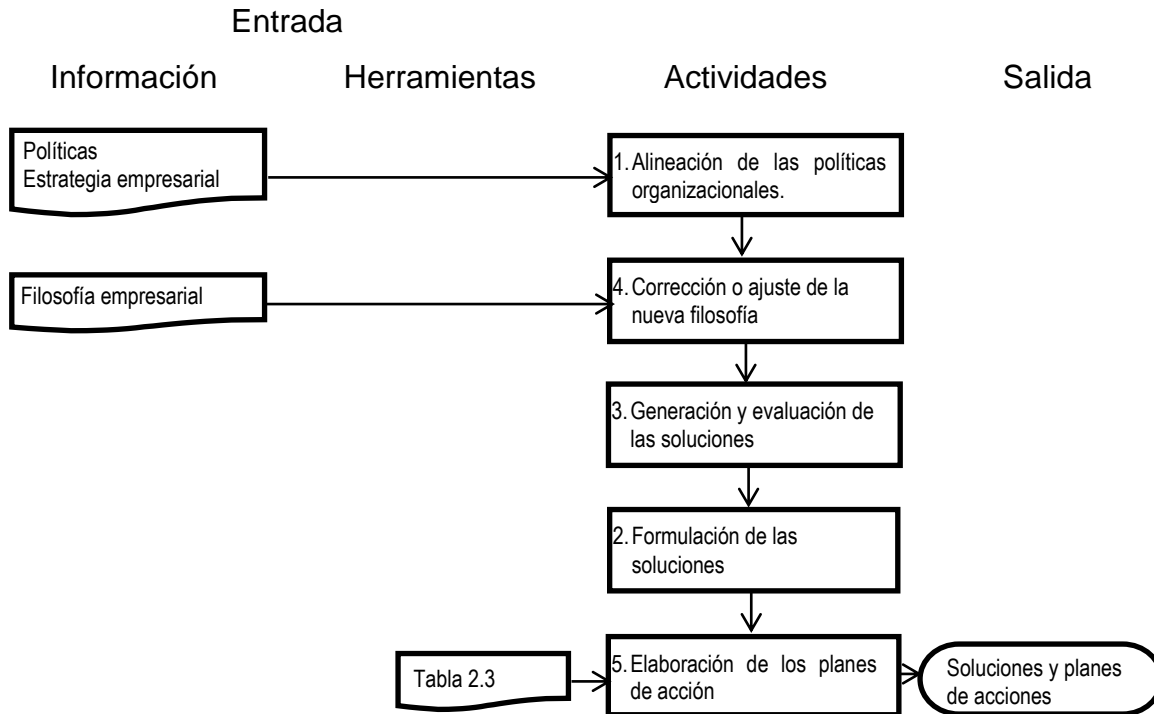 Entrada
Información
Herramientas
Actividades
Salida
Políticas
Estrategia empresarial
1. Alineación de las políticas
organizacionales.
Filosofía empresarial
4. Corrección o ajuste de la
nueva filosofía
3. Generación y evaluación de
las soluciones
2. Formulación de las
soluciones
Tabla 2.3
5. Elaboración de los planes
de acción
Soluciones y planes
de acciones